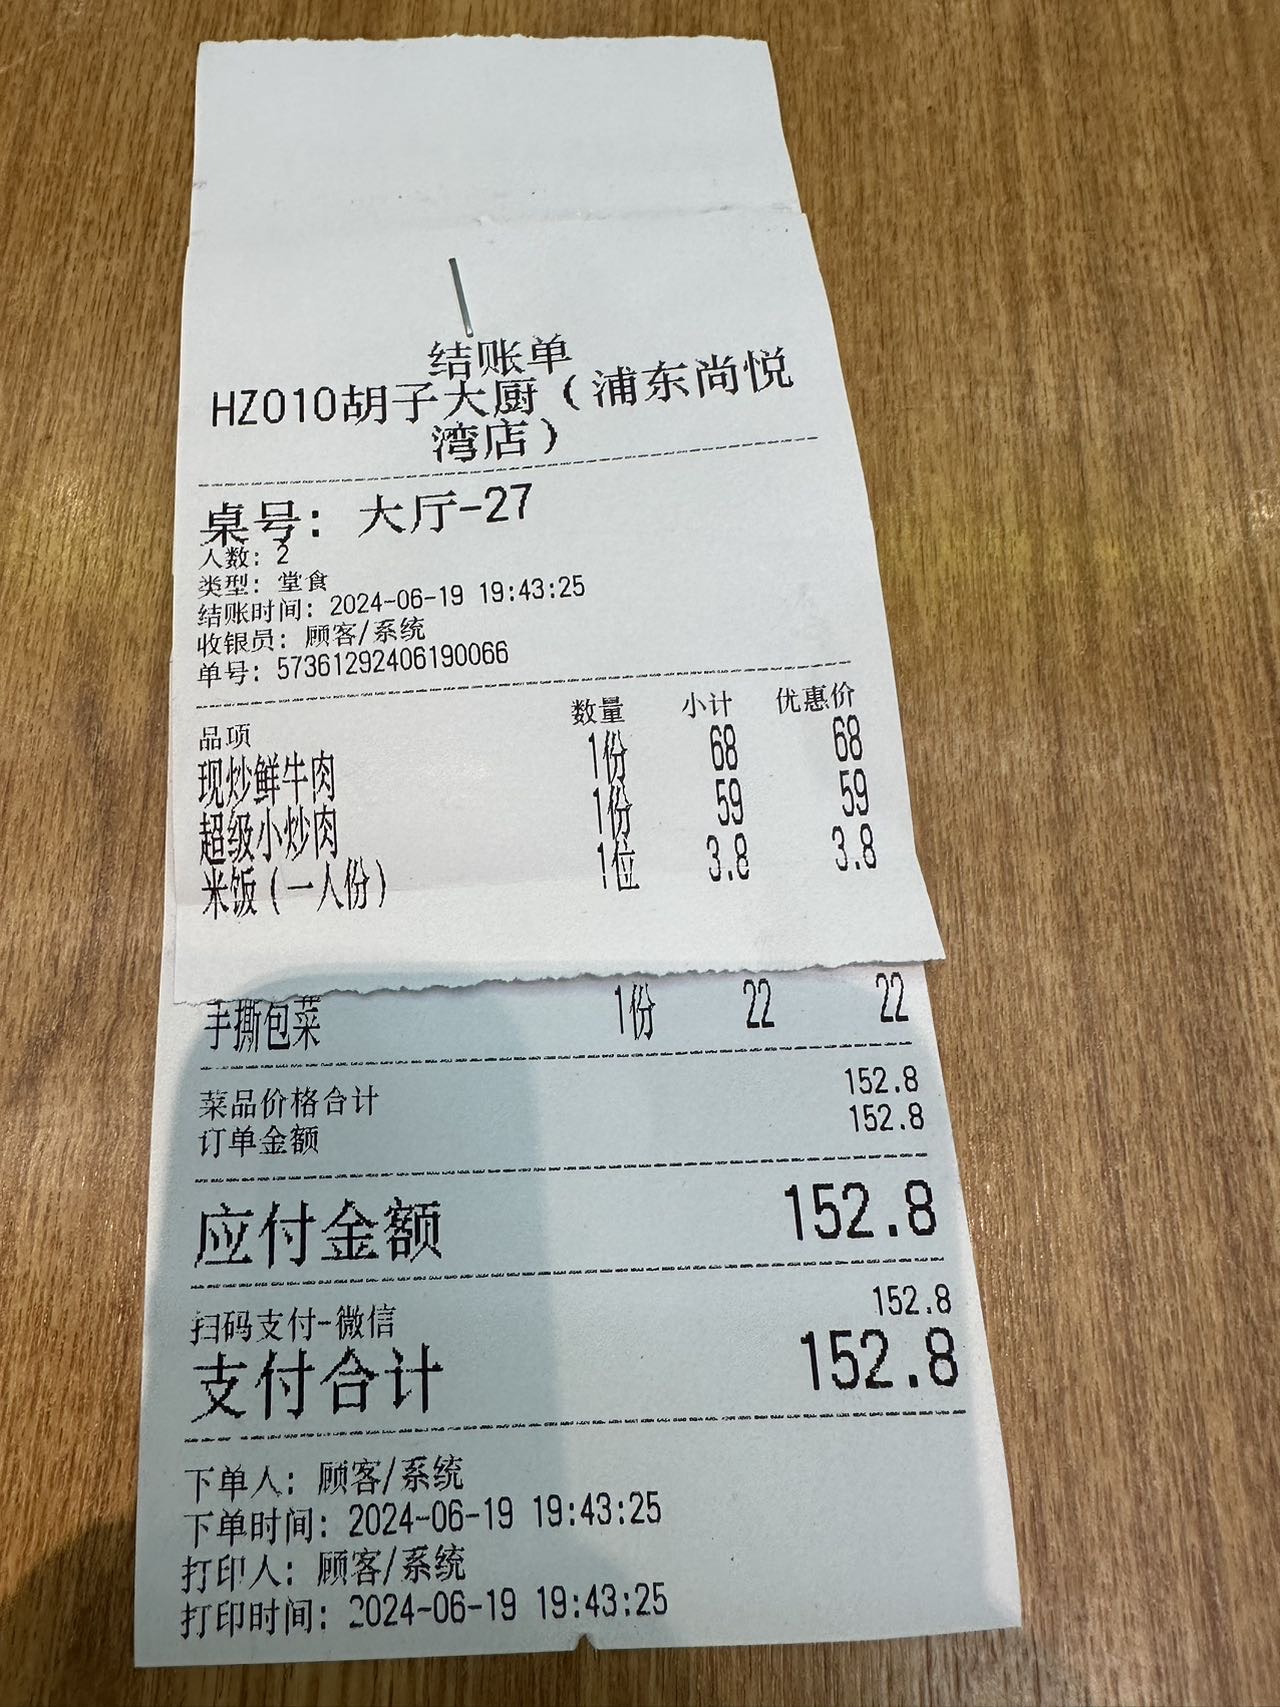 结账单
HZ010胡子大厨（浦东尚悦
湾店）
桌号：大厅-27
人数：2
类型：堂食
结账时间：2024-06-19 19:43:25
收银员：顾客/系统
单号：57361292406190066
品项 数量 小计 优惠价
现炒鲜牛肉 1份 68 68
超级小炒肉 1份 59 59
米饭（一人份） 1位 3.8 3.8
手撕包菜 1份 22 22
菜品价格合计 152.8
订单金额 152.8
应付金额 152.8
扫码支付-微信 152.8
支付合计 152.8
下单人：顾客/系统
下单时间：2024-06-19 19:43:25
打印人：顾客/系统
打印时间：2024-06-19 19:43:25